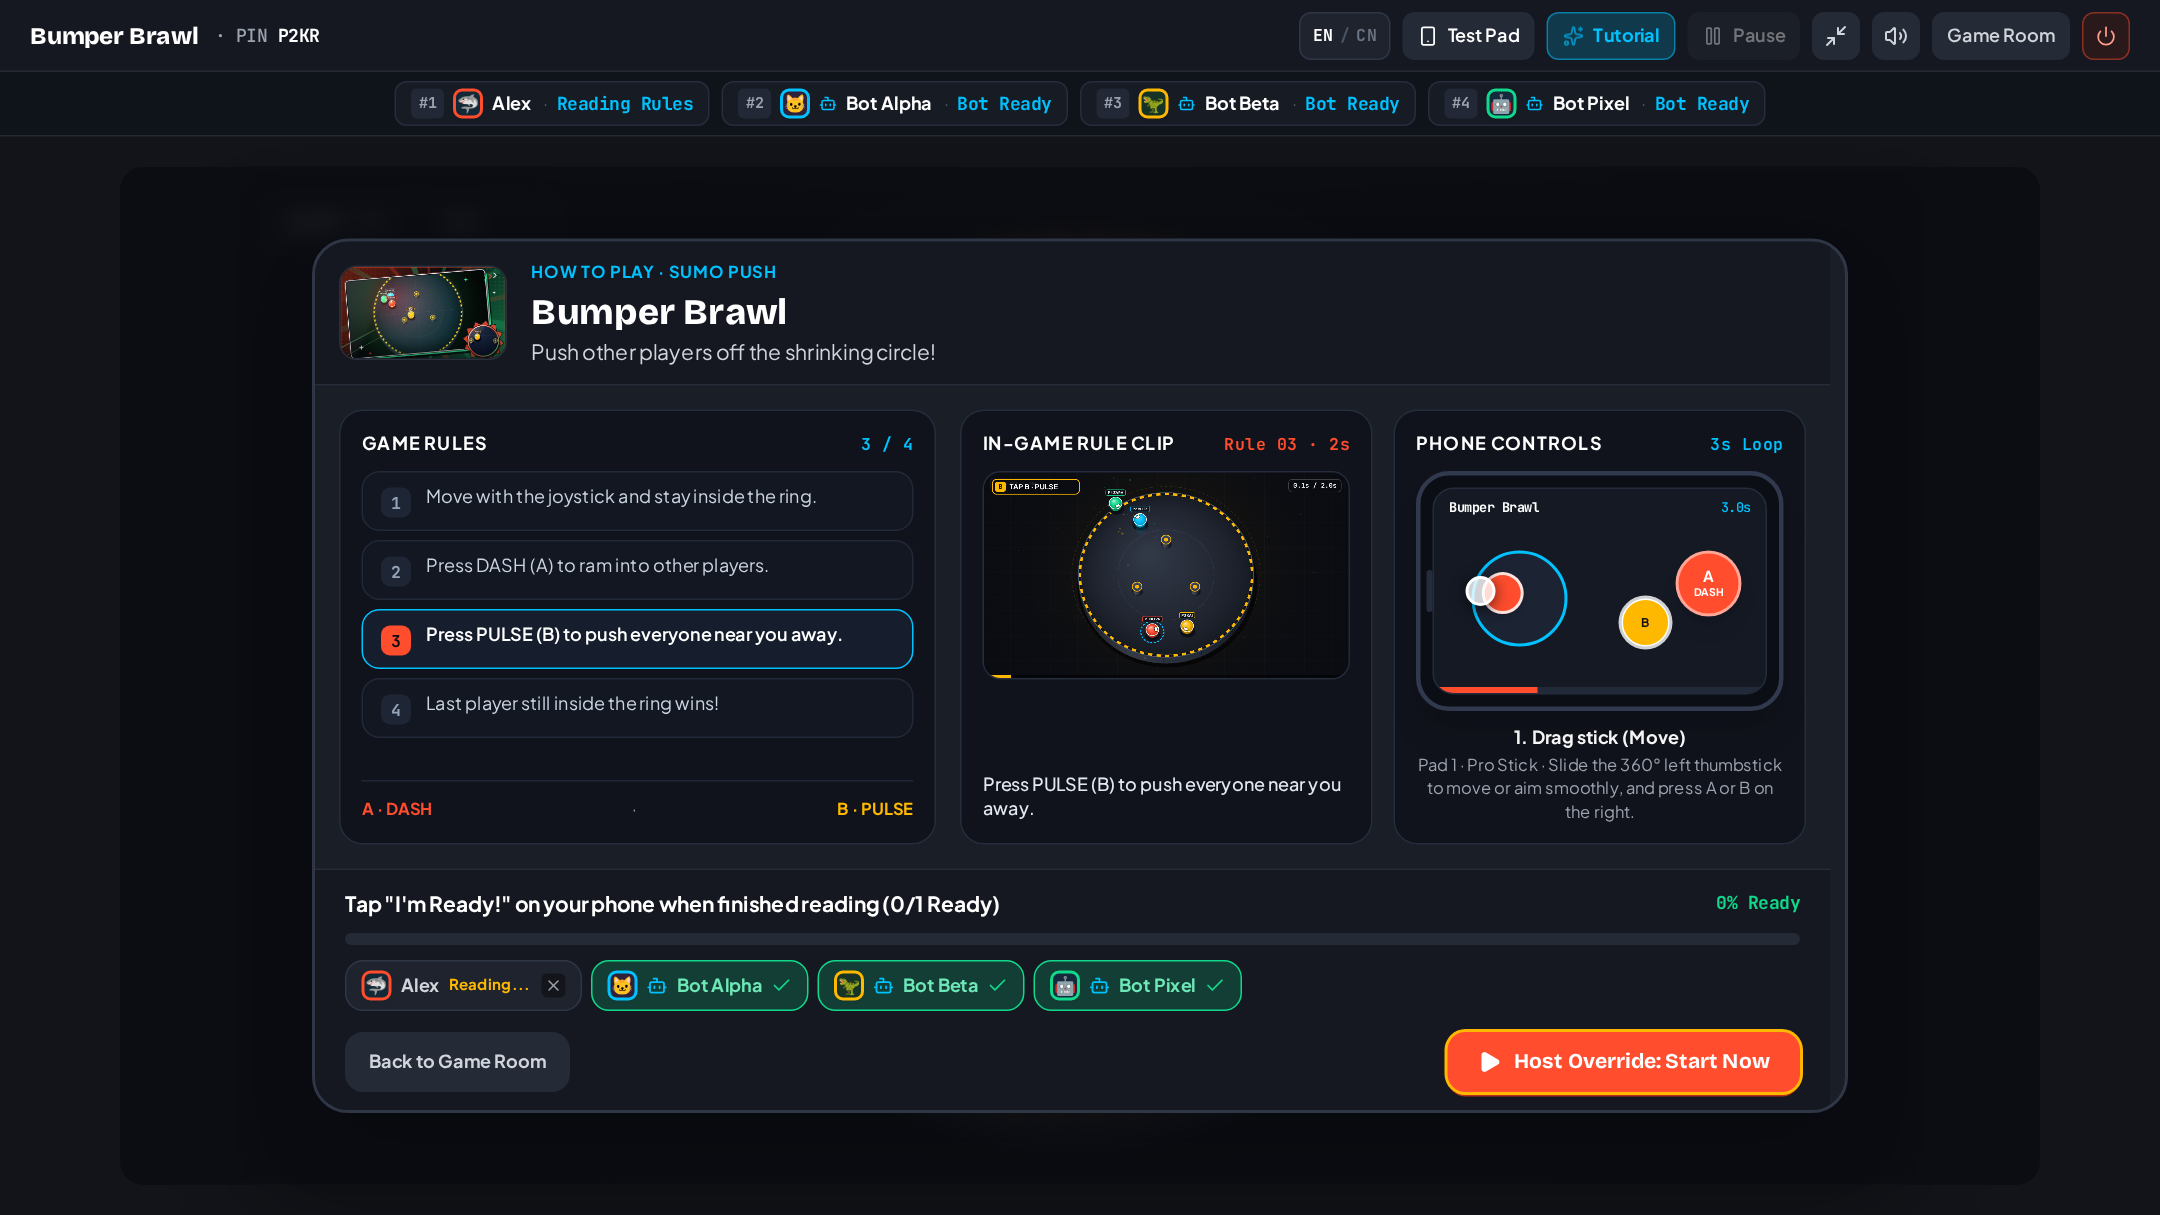 Bumper Brawl · PIN P2KR
EN / CN
Test Pad
Tutorial
Pause
Game Room
#1 Alex · Reading Rules
#2 Bot Alpha · Bot Ready
#3 Bot Beta · Bot Ready
#4 Bot Pixel · Bot Ready
HOW TO PLAY · SUMO PUSH
Bumper Brawl
Push other players off the shrinking circle!
GAME RULES 3 / 4
1 Move with the joystick and stay inside the ring.
2 Press DASH (A) to ram into other players.
3 Press PULSE (B) to push everyone near you away.
4 Last player still inside the ring wins!
A · DASH · B · PULSE
IN-GAME RULE CLIP Rule 03 · 2s
B TAP B · PULSE 0.1s / 2.0s
Press PULSE (B) to push everyone near you
away.
PHONE CONTROLS 3s Loop
Bumper Brawl 3.0s
A
DASH
B
1. Drag stick (Move)
Pad 1 · Pro Stick · Slide the 360° left thumbstick
to move or aim smoothly, and press A or B on
the right.
Tap "I'm Ready!" on your phone when finished reading (0/1 Ready) 0% Ready
Alex Reading...
Bot Alpha
Bot Beta
Bot Pixel
Back to Game Room
Host Override: Start Now